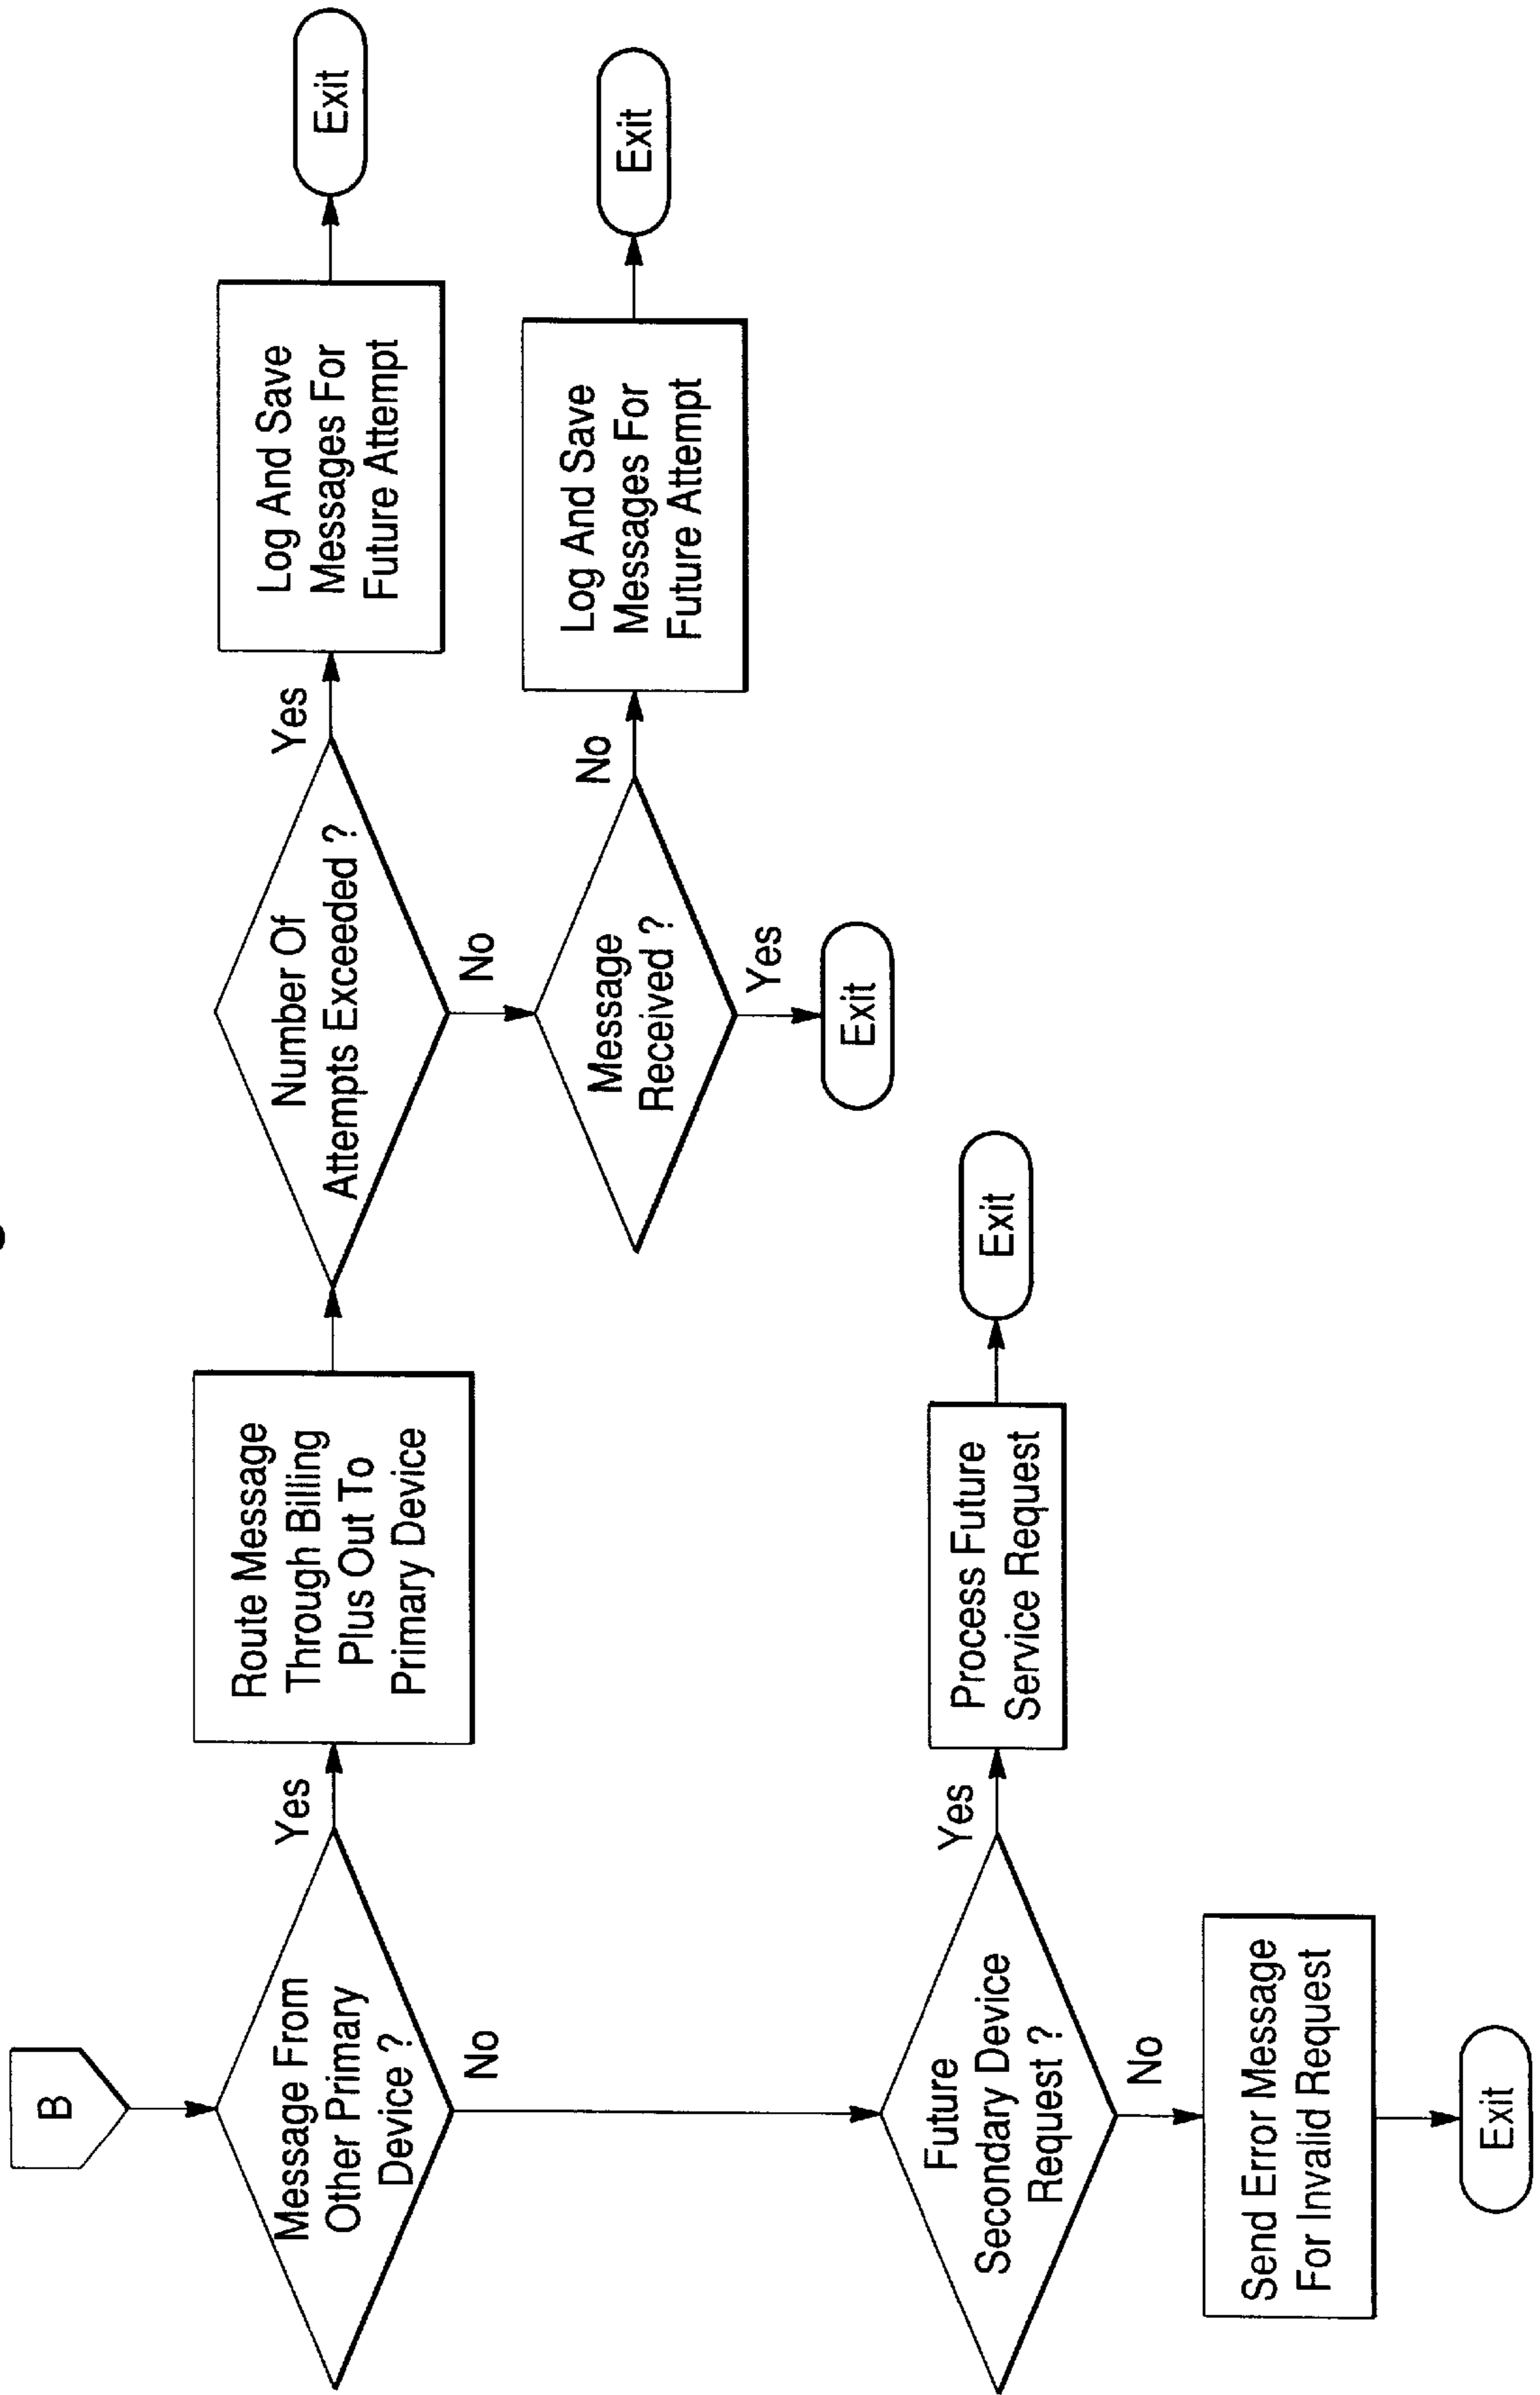 B
Message From
Other Primary
Device ?
Yes
No
Route Message
Through Billing
Plus Out To
Primary Device
Number Of
Attempts Exceeded ?
Yes
No
Log And Save
Messages For
Future Attempt
Exit
Message
Received ?
No
Yes
Log And Save
Messages For
Future Attempt
Exit
Exit
Future
Secondary Device
Request ?
Yes
No
Process Future
Service Request
Exit
Send Error Message
For Invalid Request
Exit